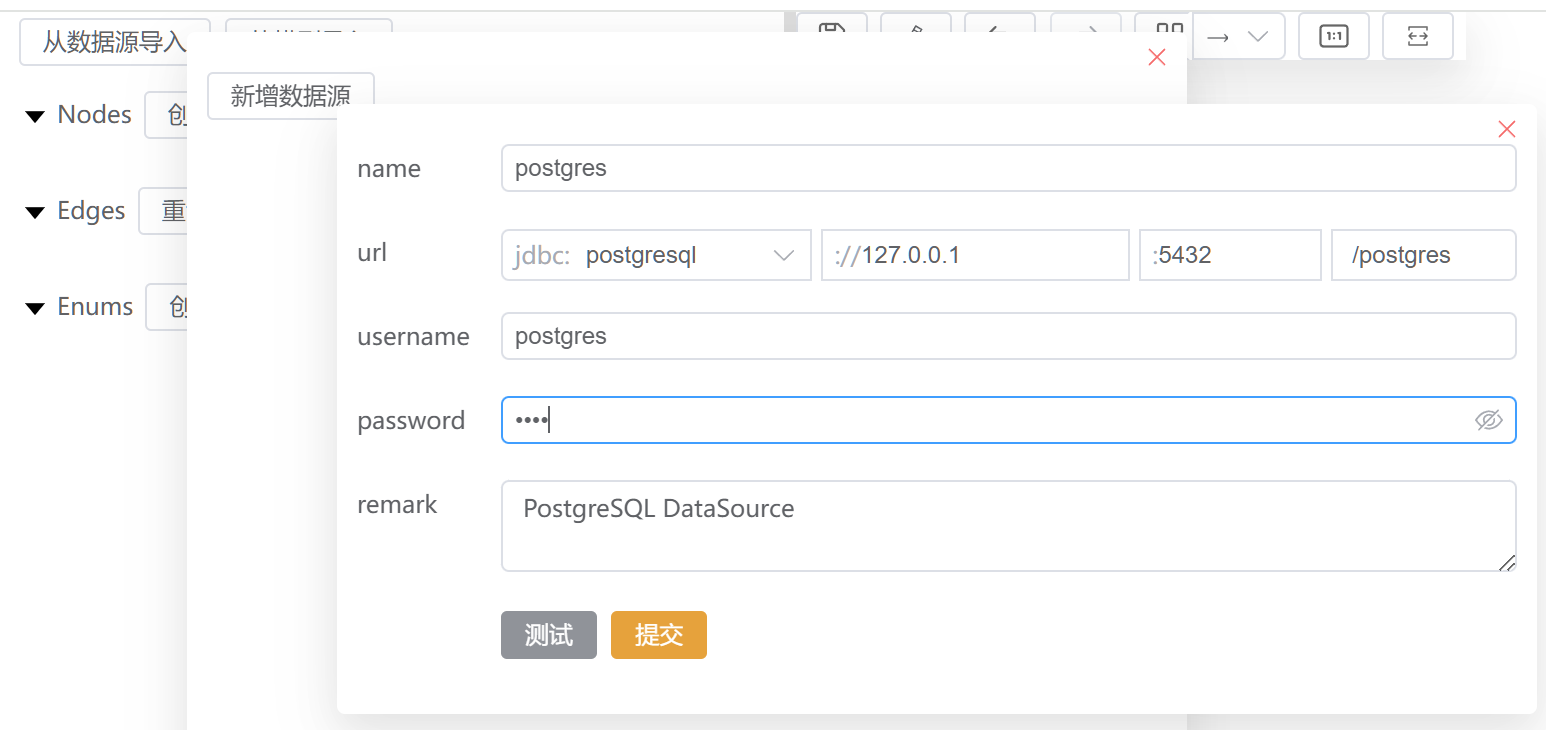 从数据源导入
1:1
新增数据源
Nodes 创
name postgres
Edges 重
url jdbc: postgresql ://127.0.0.1 :5432 /postgres
Enums 创
username postgres
password ••••
remark PostgreSQL DataSource
测试 提交